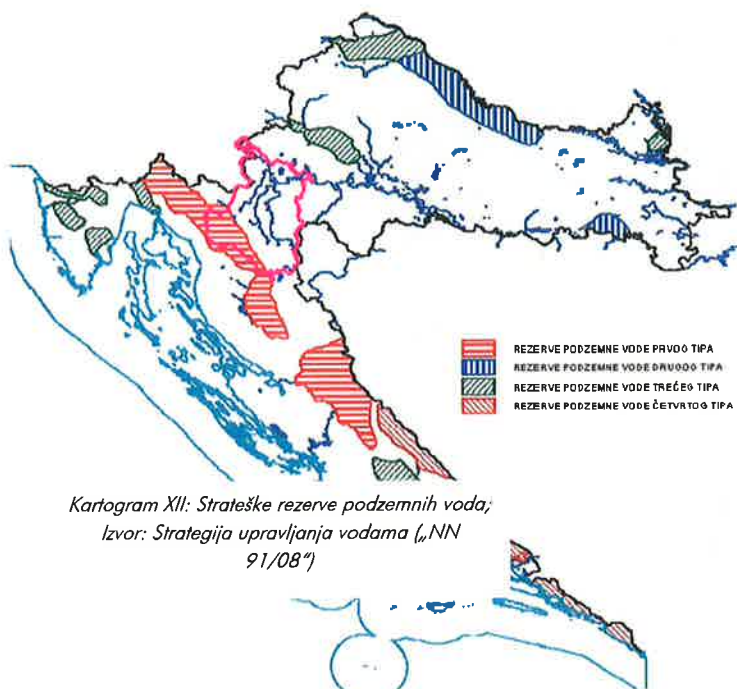 REZERVE PODZEMNE VODE PRVOG TIPA
REZERVE PODZEMNE VODE DRUGOG TIPA
REZERVE PODZEMNE VODE TREĆEG TIPA
REZERVE PODZEMNE VODE ČETVRTOG TIPA
Kartogram XII: Strateške rezerve podzemnih voda;
Izvor: Strategija upravljanja vodama („NN
91/08“)